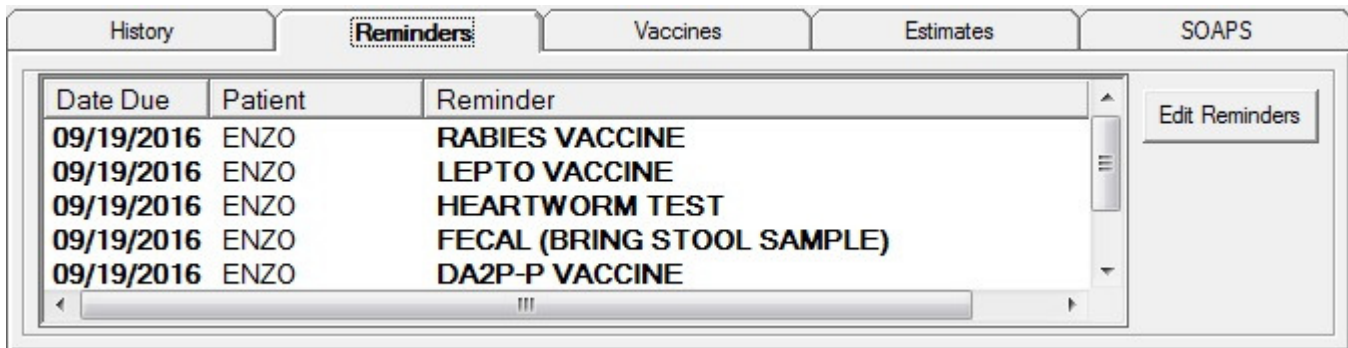 History Reminders Vaccines Estimates SOAPS
Date Due Patient Reminder
Edit Reminders
09/19/2016 ENZO RABIES VACCINE
09/19/2016 ENZO LEPTO VACCINE
09/19/2016 ENZO HEARTWORM TEST
09/19/2016 ENZO FECAL (BRING STOOL SAMPLE)
09/19/2016 ENZO DA2P-P VACCINE